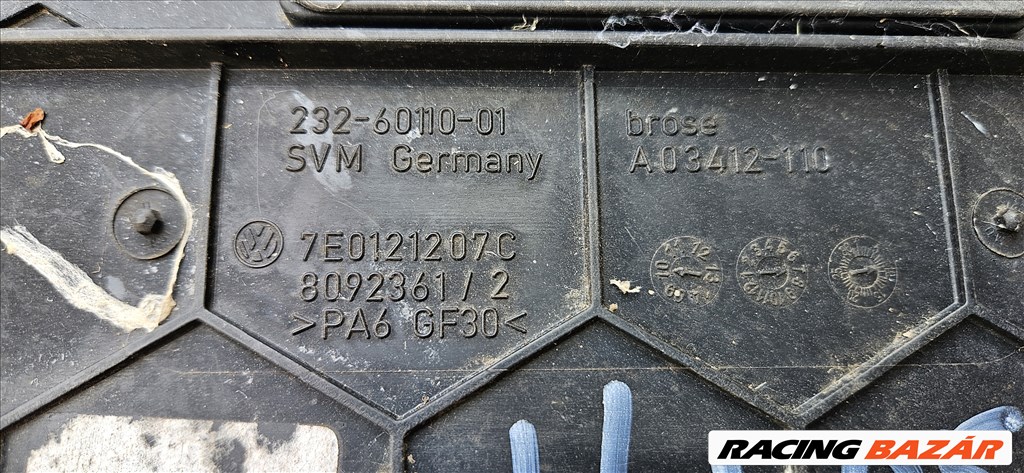 232-60110-01
SVM Germany
7E0121207C
8092361/2
>PA6 GF30<
brose
A03412-110
RACING BAZÁR